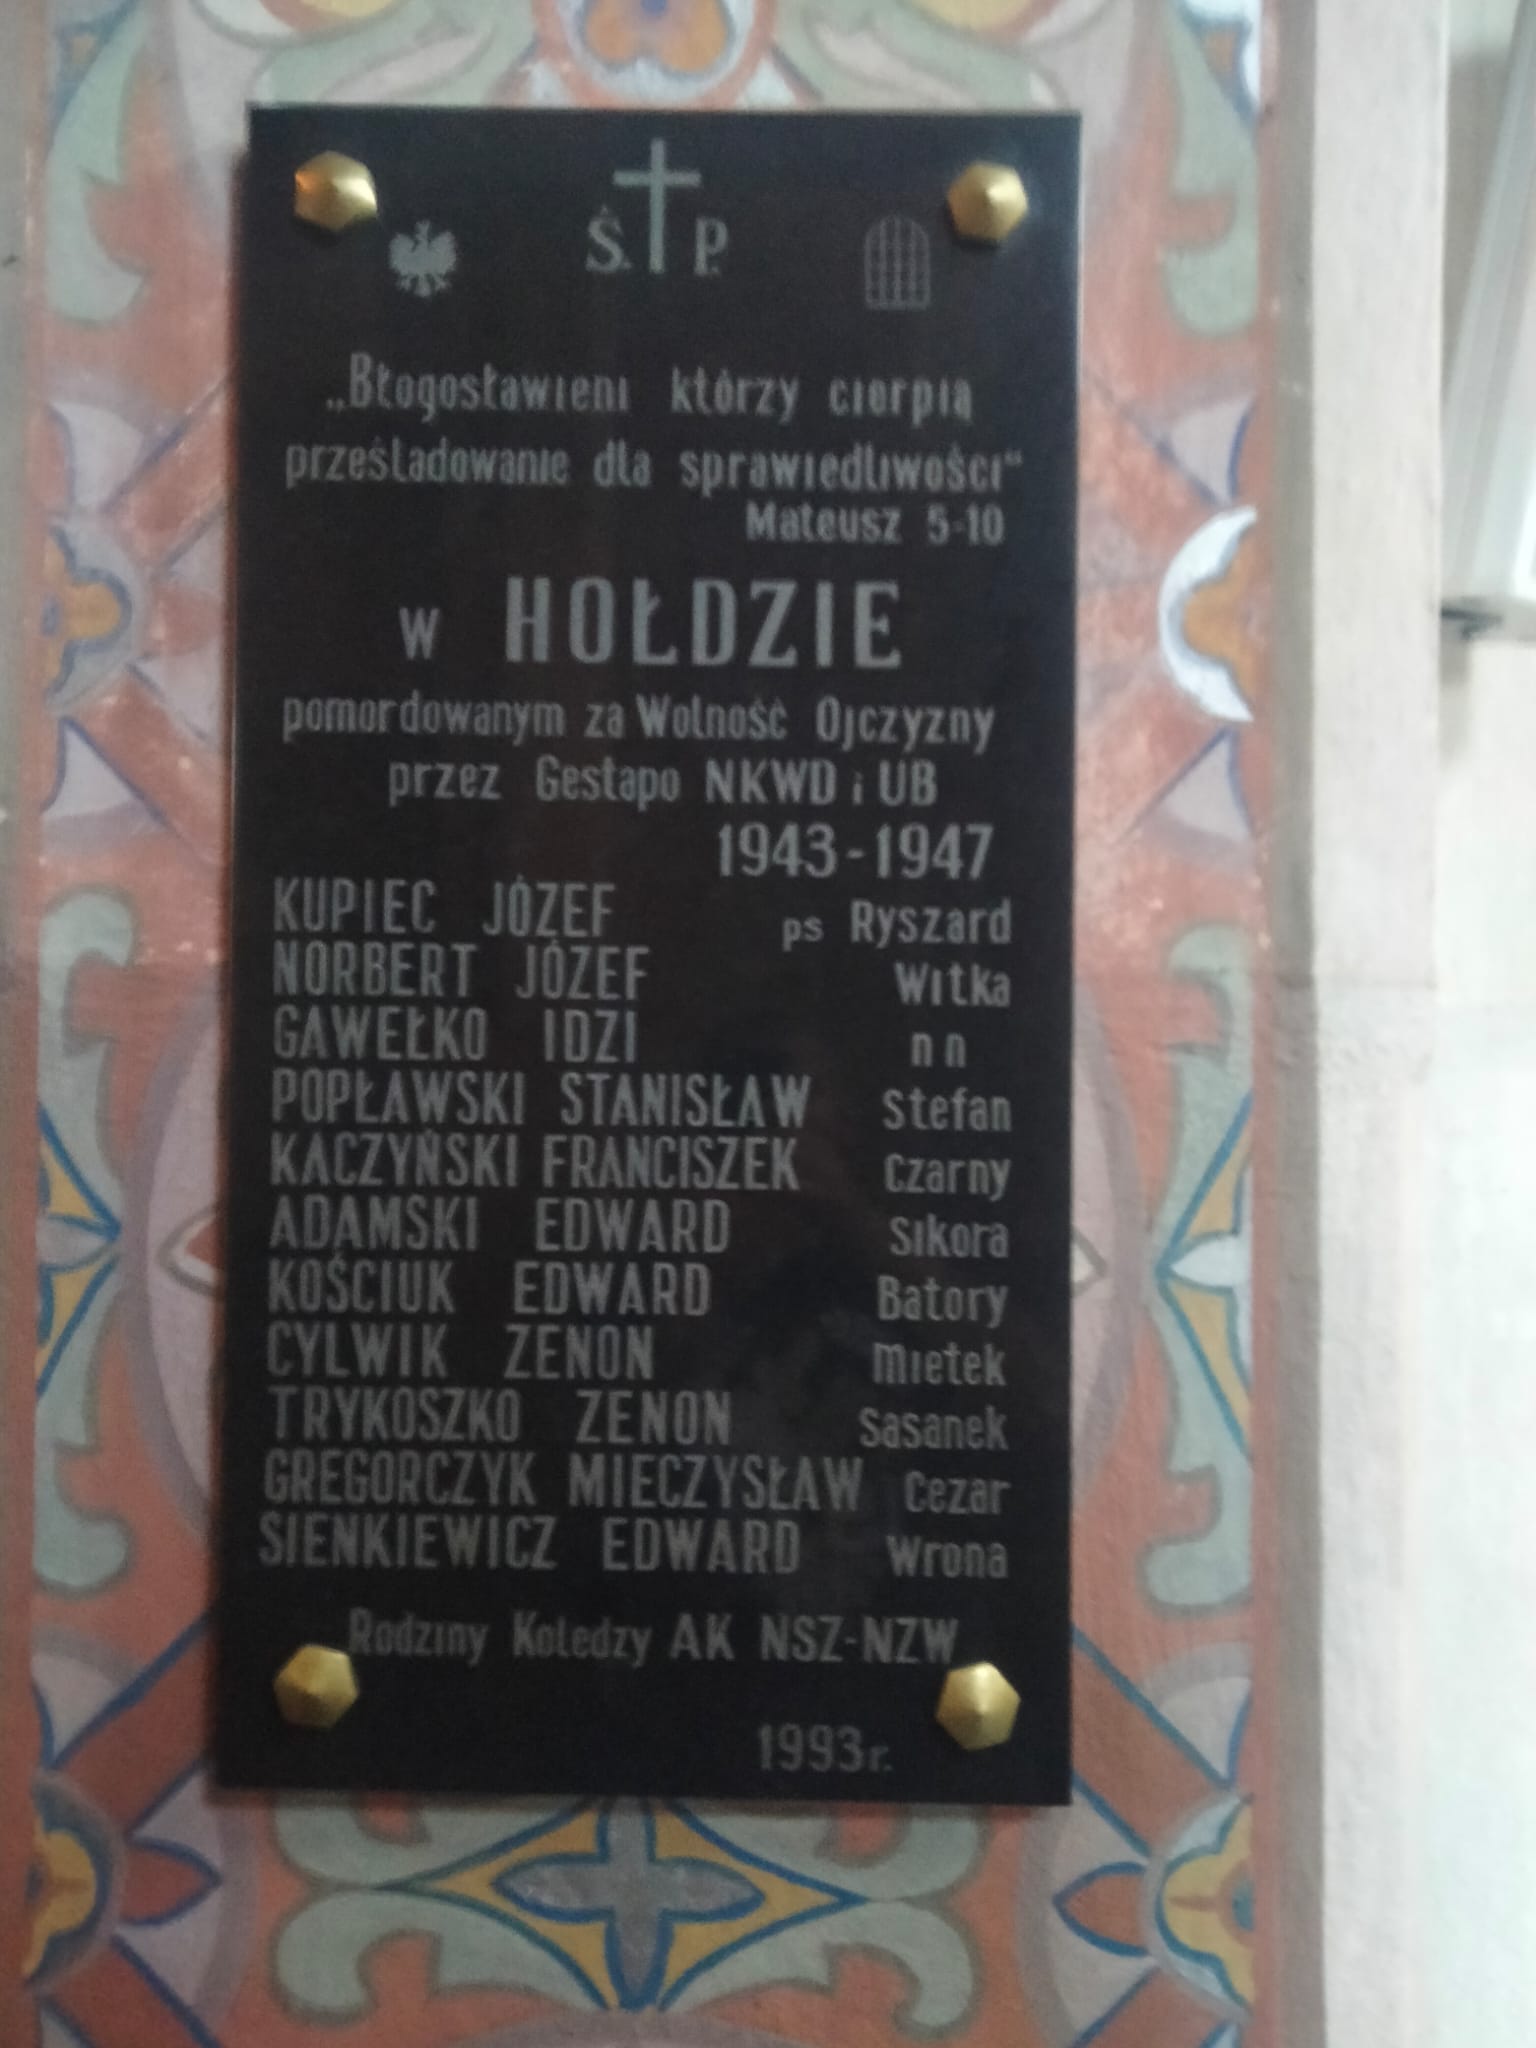 Ś. P.
„Błogosławieni którzy cierpią
prześladowanie dla sprawiedliwości“
Mateusz 5-10
w HOŁDZIE
pomordowanym za Wolność Ojczyzny
przez Gestapo NKWD i UB
1943-1947
KUPIEC JÓZEF ps Ryszard
NORBERT JÓZEF Witka
GAWEŁKO IDZI n n
POPŁAWSKI STANISŁAW Stefan
KACZYŃSKI FRANCISZEK Czarny
ADAMSKI EDWARD Sikora
KOŚCIUK EDWARD Batory
CYLWIK ZENON Mietek
TRYKOSZKO ZENON Sasanek
GREGORCZYK MIECZYSŁAW Cezar
SIENKIEWICZ EDWARD Wrona
Rodziny Koledzy AK NSZ-NZW
1993r.